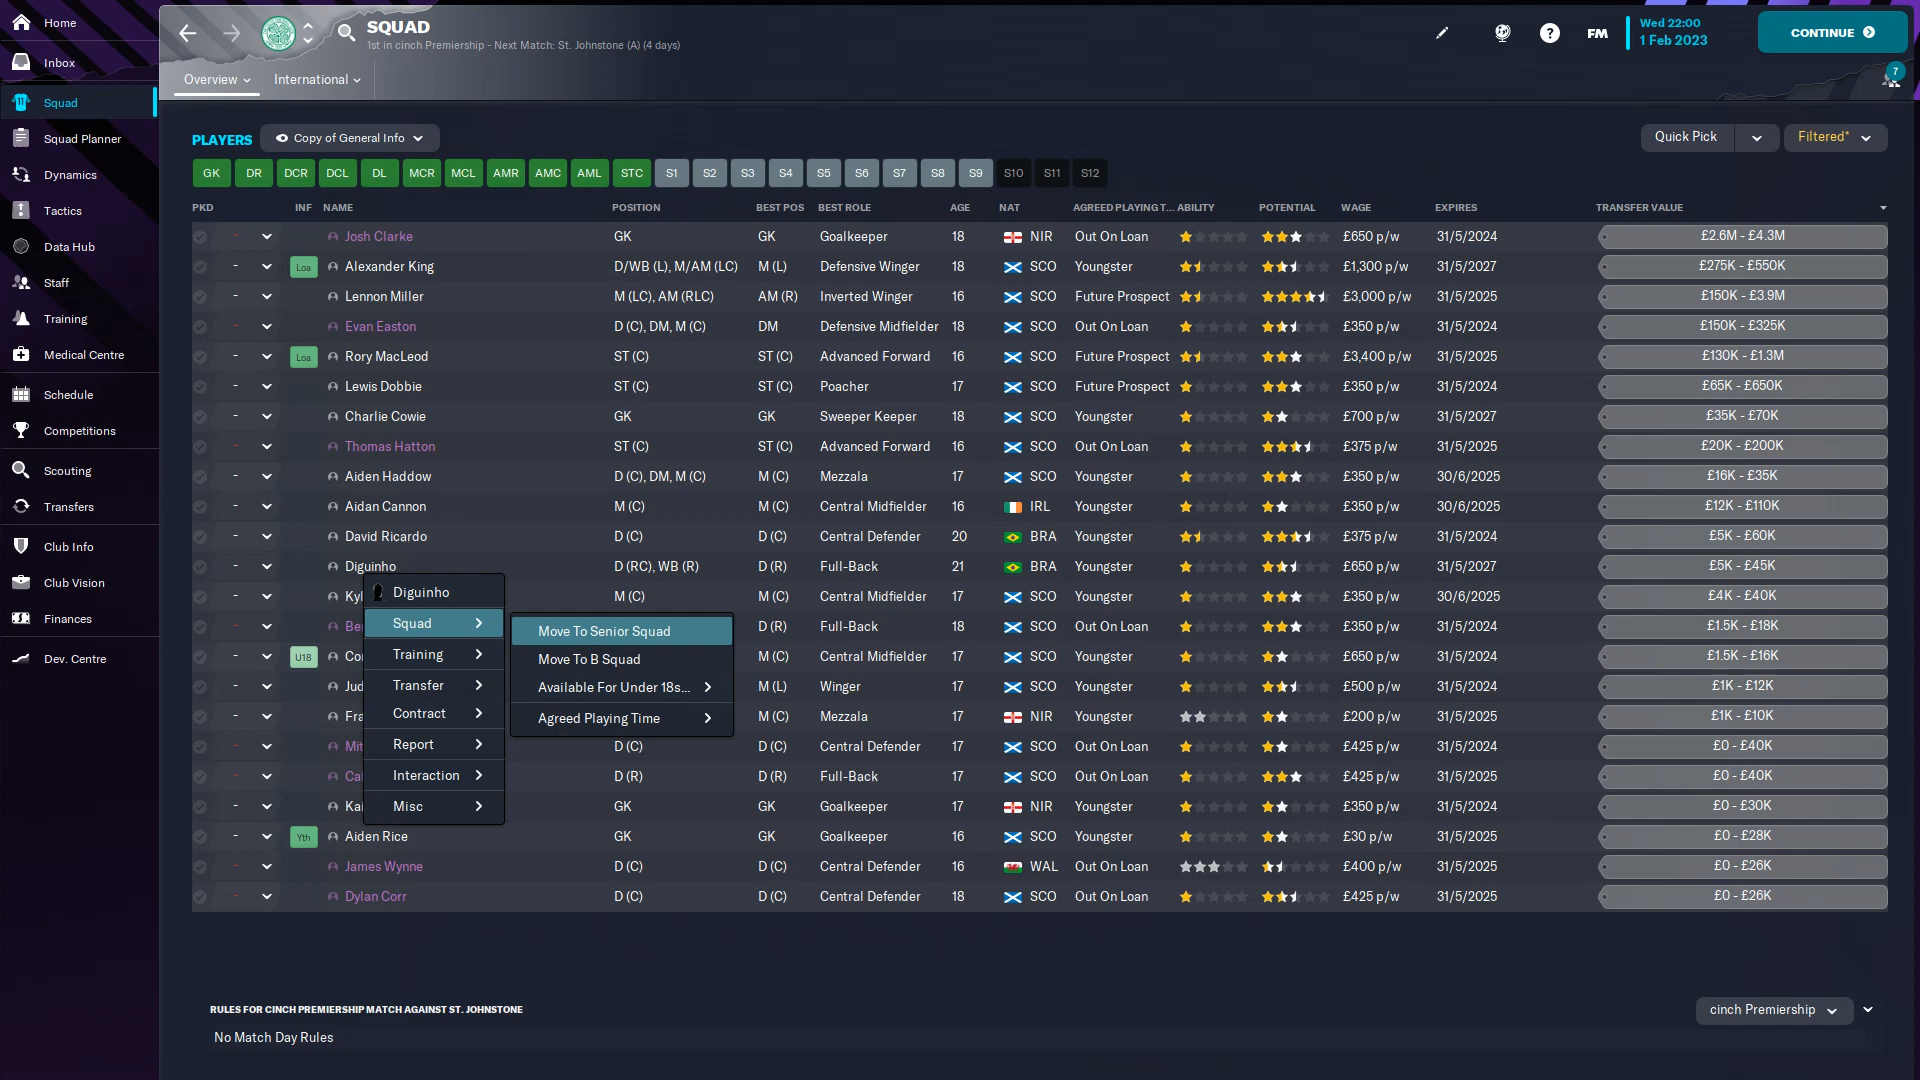 Home
Inbox
Squad
Squad Planner
Dynamics
Tactics
Data Hub
Staff
Training
Medical Centre
Schedule
Competitions
Scouting
Transfers
Club Info
Club Vision
Finances
Dev. Centre
SQUAD
1st in cinch Premiership - Next Match: St. Johnstone (A) (4 days)
Overview International
? FM Wed 22:00
1 Feb 2023
CONTINUE
7
PLAYERS Copy of General Info Quick Pick Filtered*
GK DR DCR DCL DL MCR MCL AMR AMC AML STC S1 S2 S3 S4 S5 S6 S7 S8 S9 S10 S11 S12
PKD INF NAME POSITION BEST POS BEST ROLE AGE NAT AGREED PLAYING T... ABILITY POTENTIAL WAGE EXPIRES TRANSFER VALUE
- Josh Clarke GK GK Goalkeeper 18 NIR Out On Loan £650 p/w 31/5/2024 £2.6M - £4.3M
- Loa Alexander King D/WB (L), M/AM (LC) M (L) Defensive Winger 18 SCO Youngster £1,300 p/w 31/5/2027 £275K - £550K
- Lennon Miller M (LC), AM (RLC) AM (R) Inverted Winger 16 SCO Future Prospect £3,000 p/w 31/5/2025 £150K - £3.9M
- Evan Easton D (C), DM, M (C) DM Defensive Midfielder 18 SCO Out On Loan £350 p/w 31/5/2024 £150K - £325K
- Loa Rory MacLeod ST (C) ST (C) Advanced Forward 16 SCO Future Prospect £3,400 p/w 31/5/2025 £130K - £1.3M
- Lewis Dobbie ST (C) ST (C) Poacher 17 SCO Future Prospect £350 p/w 31/5/2024 £65K - £650K
- Charlie Cowie GK GK Sweeper Keeper 18 SCO Youngster £700 p/w 31/5/2027 £35K - £70K
- Thomas Hatton ST (C) ST (C) Advanced Forward 16 SCO Out On Loan £375 p/w 31/5/2025 £20K - £200K
- Aiden Haddow D (C), DM, M (C) M (C) Mezzala 17 SCO Youngster £350 p/w 30/6/2025 £16K - £35K
- Aidan Cannon M (C) M (C) Central Midfielder 16 IRL Youngster £350 p/w 30/6/2025 £12K - £110K
- David Ricardo D (C) D (C) Central Defender 20 BRA Youngster £375 p/w 31/5/2024 £5K - £60K
- Diguinho D (RC), WB (R) D (R) Full-Back 21 BRA Youngster £650 p/w 31/5/2027 £5K - £45K
- Kyl M (C) M (C) Central Midfielder 17 SCO Youngster £350 p/w 30/6/2025 £4K - £40K
- Be D (R) Full-Back 18 SCO Out On Loan £350 p/w 31/5/2024 £1.5K - £18K
- U18 Co M (C) Central Midfielder 17 SCO Youngster £650 p/w 31/5/2025 £1.5K - £16K
- Jud M (L) Winger 17 SCO Youngster £500 p/w 31/5/2024 £1K - £12K
- Fra M (C) Mezzala 17 NIR Youngster £200 p/w 31/5/2025 £1K - £10K
- Mit D (C) D (C) Central Defender 17 SCO Out On Loan £425 p/w 31/5/2024 £0 - £40K
- Ca D (R) D (R) Full-Back 17 SCO Out On Loan £425 p/w 31/5/2025 £0 - £40K
- Kai GK GK Goalkeeper 17 NIR Youngster £350 p/w 31/5/2024 £0 - £30K
- Yth Aiden Rice GK GK Goalkeeper 16 SCO Youngster £30 p/w 31/5/2025 £0 - £28K
- James Wynne D (C) D (C) Central Defender 16 WAL Out On Loan £400 p/w 31/5/2025 £0 - £26K
- Dylan Corr D (C) D (C) Central Defender 18 SCO Out On Loan £425 p/w 31/5/2025 £0 - £26K
Diguinho
Squad
Training
Transfer
Contract
Report
Interaction
Misc
Move To Senior Squad
Move To B Squad
Available For Under 18s...
Agreed Playing Time
RULES FOR CINCH PREMIERSHIP MATCH AGAINST ST. JOHNSTONE
cinch Premiership
No Match Day Rules